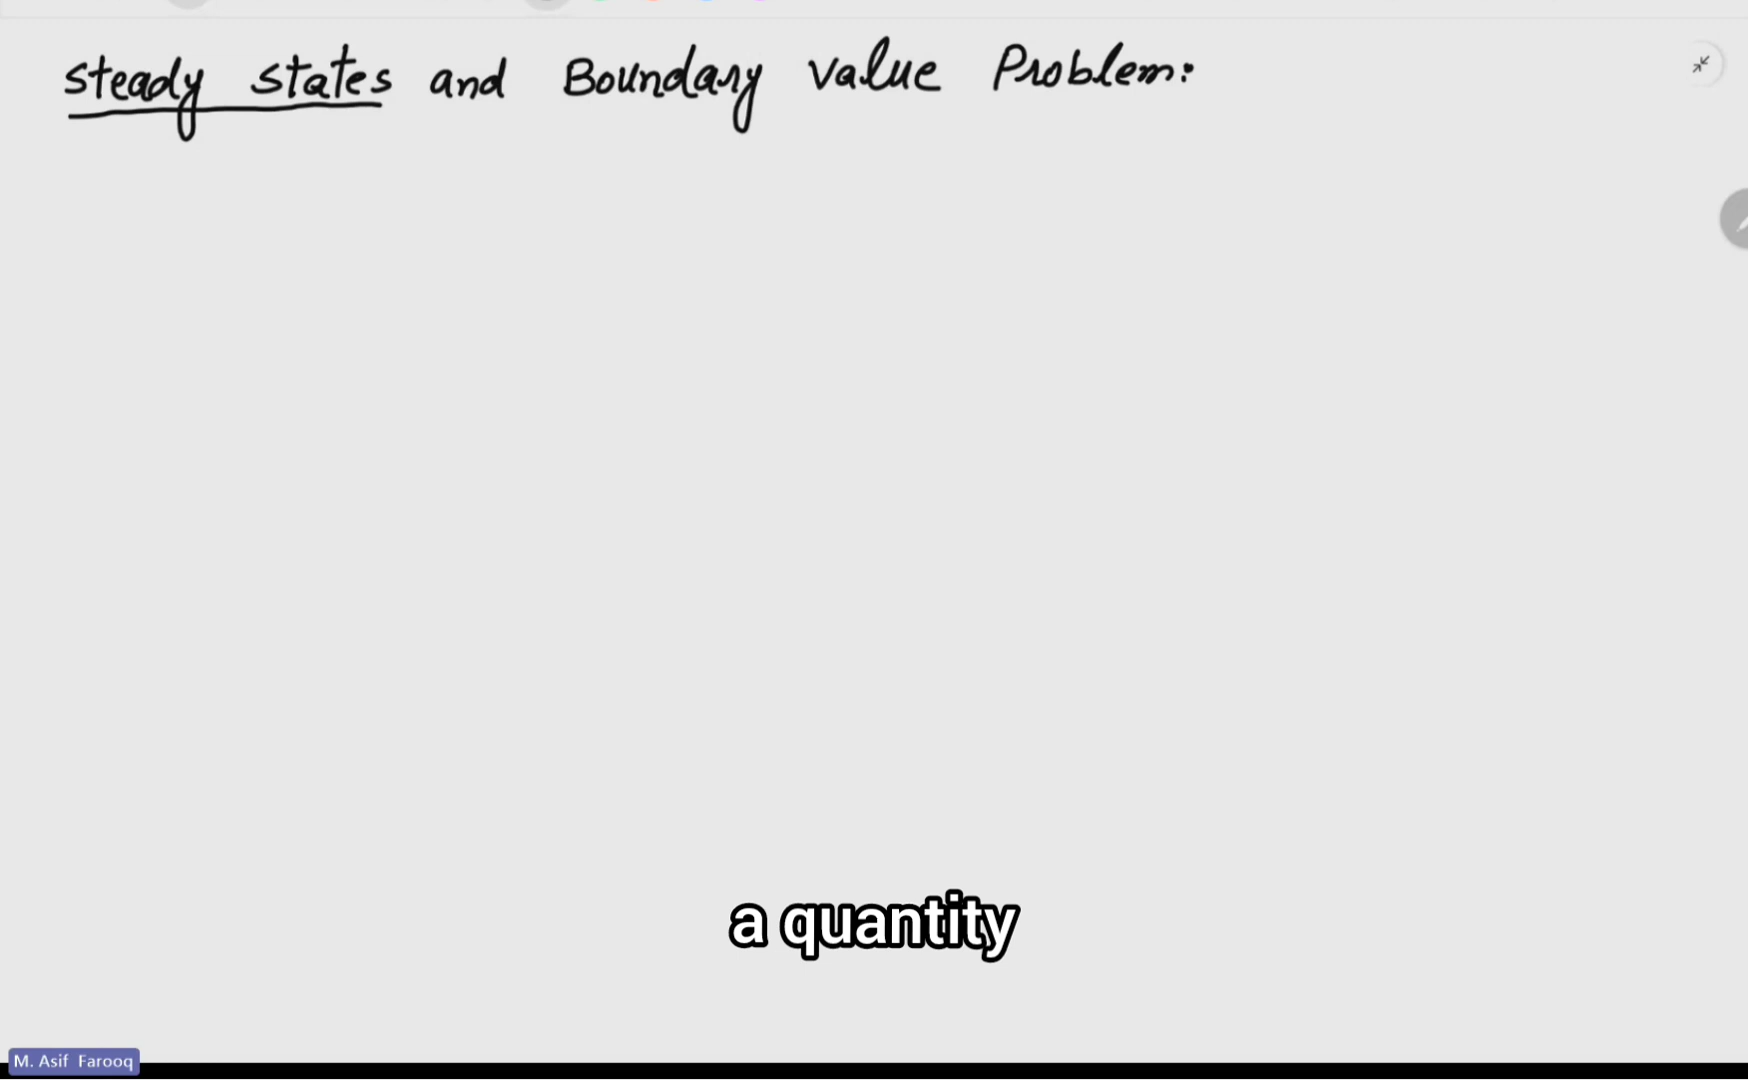 steady states and Boundary value Problem:
a quantity
M. Asif Farooq